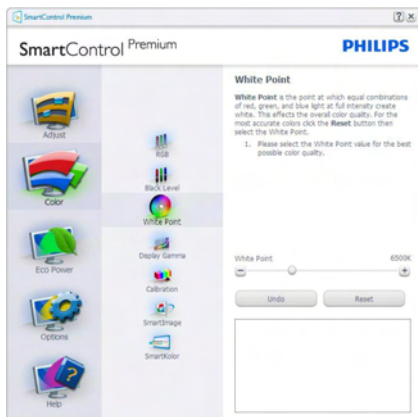 SmartControl Premium
SmartControl Premium
PHILIPS
Adjust
Color
Eco Power
Options
Help
RGB
Black Level
White Point
Display Gamma
Calibration
SmartImage
SmartKolor
White Point
White Point is the point at which equal combinations
of red, green, and blue light at full intensity create
white. This effects the overall color quality. For the
most accurate colors click the Reset button then
select the White Point.
1. Please select the White Point value for the best
possible color quality.
White Point 6500K
Undo Reset